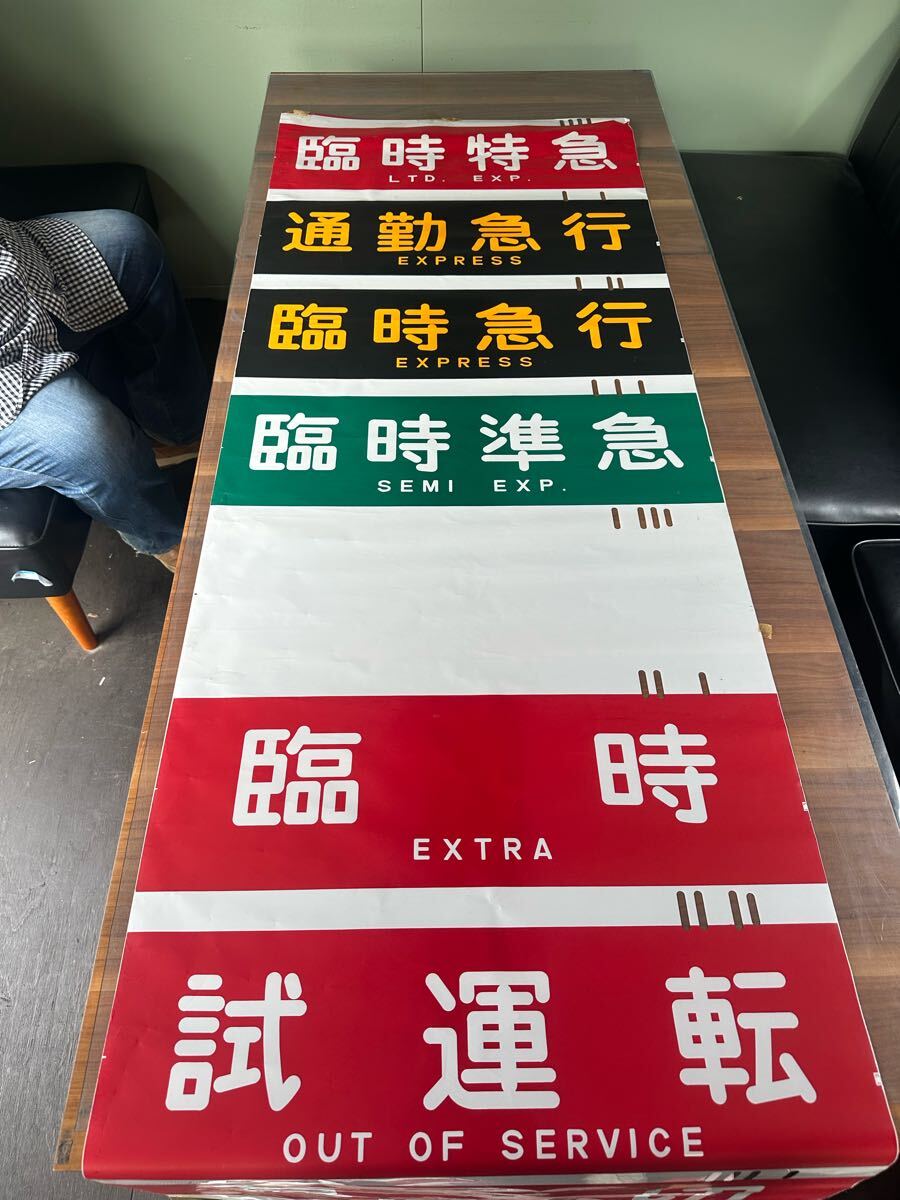 臨時特急
LTD. EXP.
通勤急行
EXPRESS
臨時急行
EXPRESS
臨時準急
SEMI EXP.
臨時
EXTRA
試運転
OUT OF SERVICE